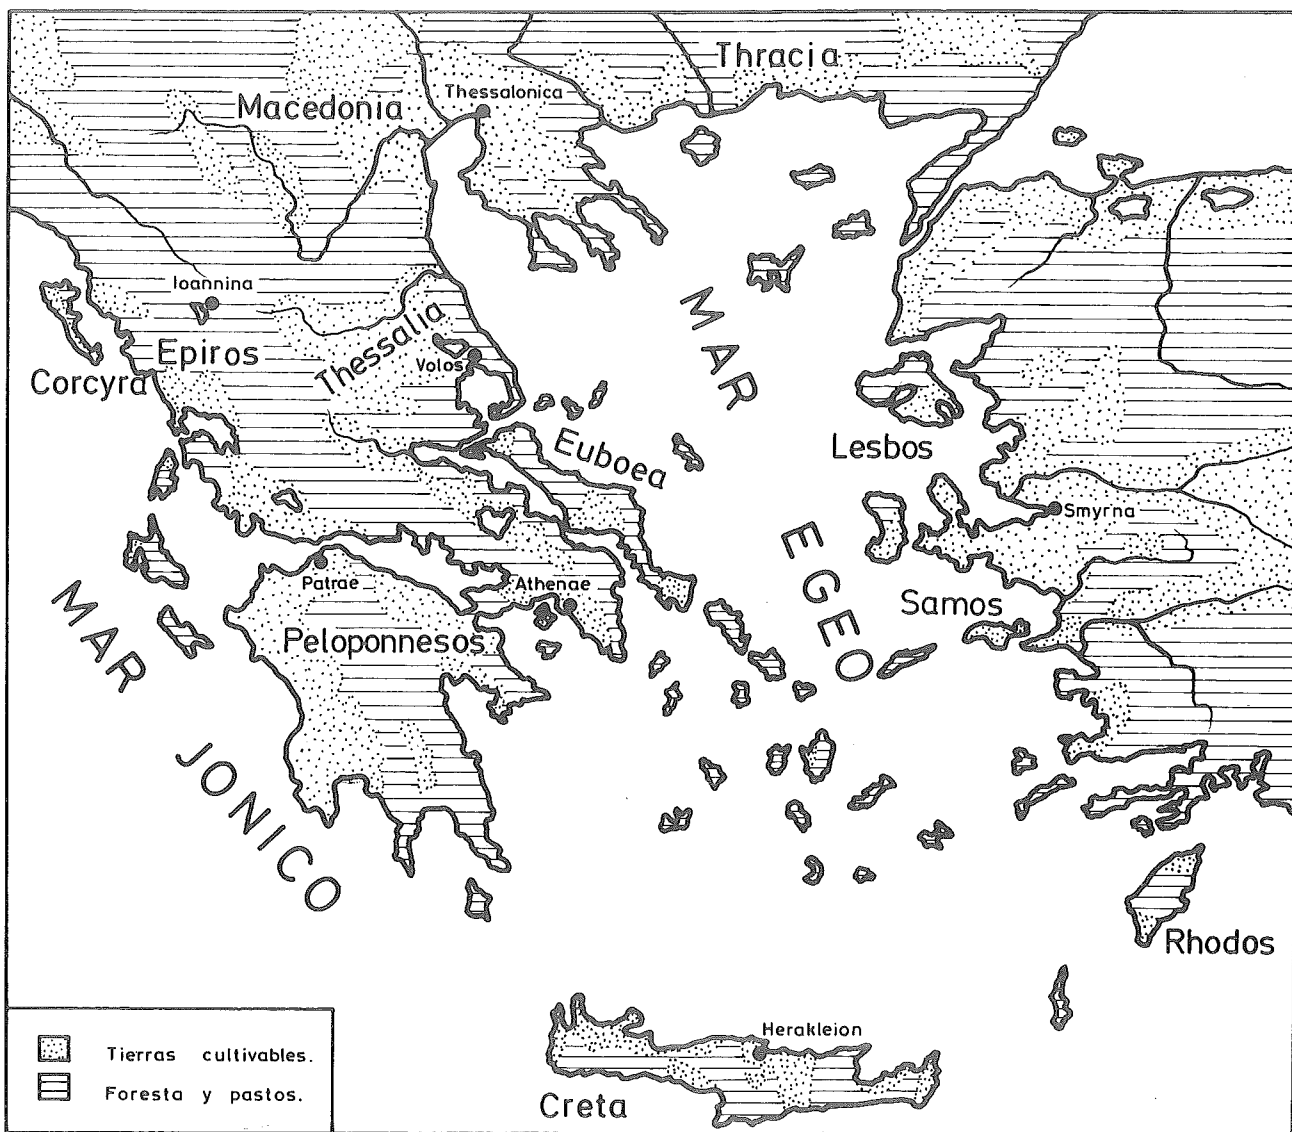 Thracia
Thessalonica
Macedonia
Ioannina
MAR
Thessalia
Epiros
Volos
Corcyra
Euboea
Lesbos
Smyrna
EGEO
Patrae
Athenae
Samos
MAR
Peloponnesos
JONICO
Rhodos
Herakleion
Tierras cultivables.
Foresta y pastos.
Creta